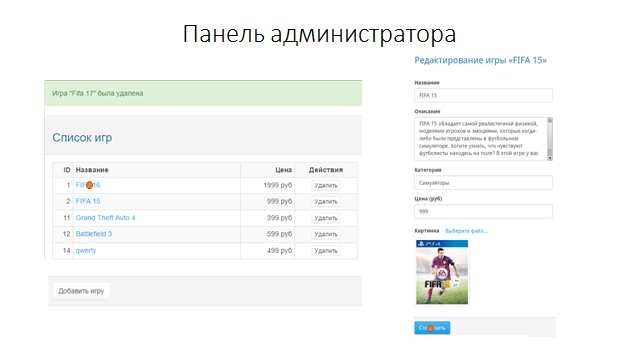 Панель администратора
Игра "Fifa 17" была удалена
Список игр
ID Название Цена Действия
1 FIFA 16 1999 руб Удалить
2 FIFA 15 999 руб Удалить
11 Grand Theft Auto 4 399 руб Удалить
12 Battlefield 3 599 руб Удалить
14 qwerty 499 руб Удалить
Добавить игру
Редактирование игры «FIFA 15»
Название
FIFA 15
Описание
FIFA 15 обладает самой реалистичной физикой,
моделями игроков и эмоциями, которые когда-
либо были представлены в футбольном
симуляторе. Хотите узнать, что чувствуют
футболисты находясь на поле? В этой игре у вас
Категория
Симуляторы
Цена (руб)
999
Картинка Выберите файл...
PS4
FIFA
Сохранить